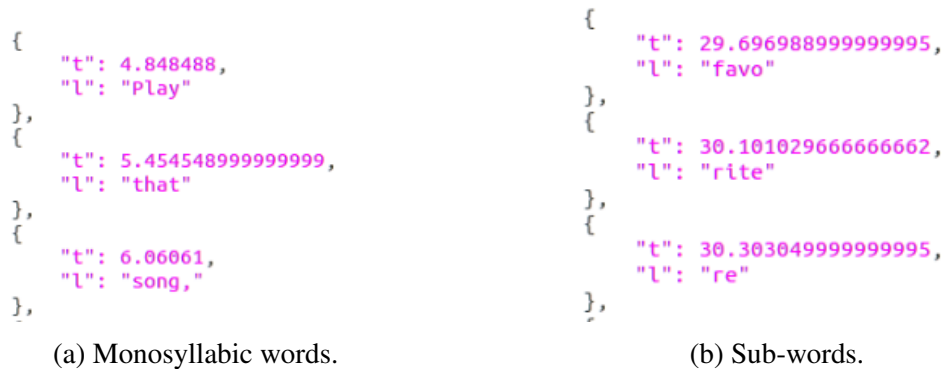 {
"t": 4.848488,
"l": "Play"
},
{
"t": 5.454548999999999,
"l": "that"
},
{
"t": 6.06061,
"l": "song,"
},
(a) Monosyllabic words.
{
"t": 29.696988999999995,
"l": "favo"
},
{
"t": 30.101029666666662,
"l": "rite"
},
{
"t": 30.303049999999995,
"l": "re"
},
(b) Sub-words.